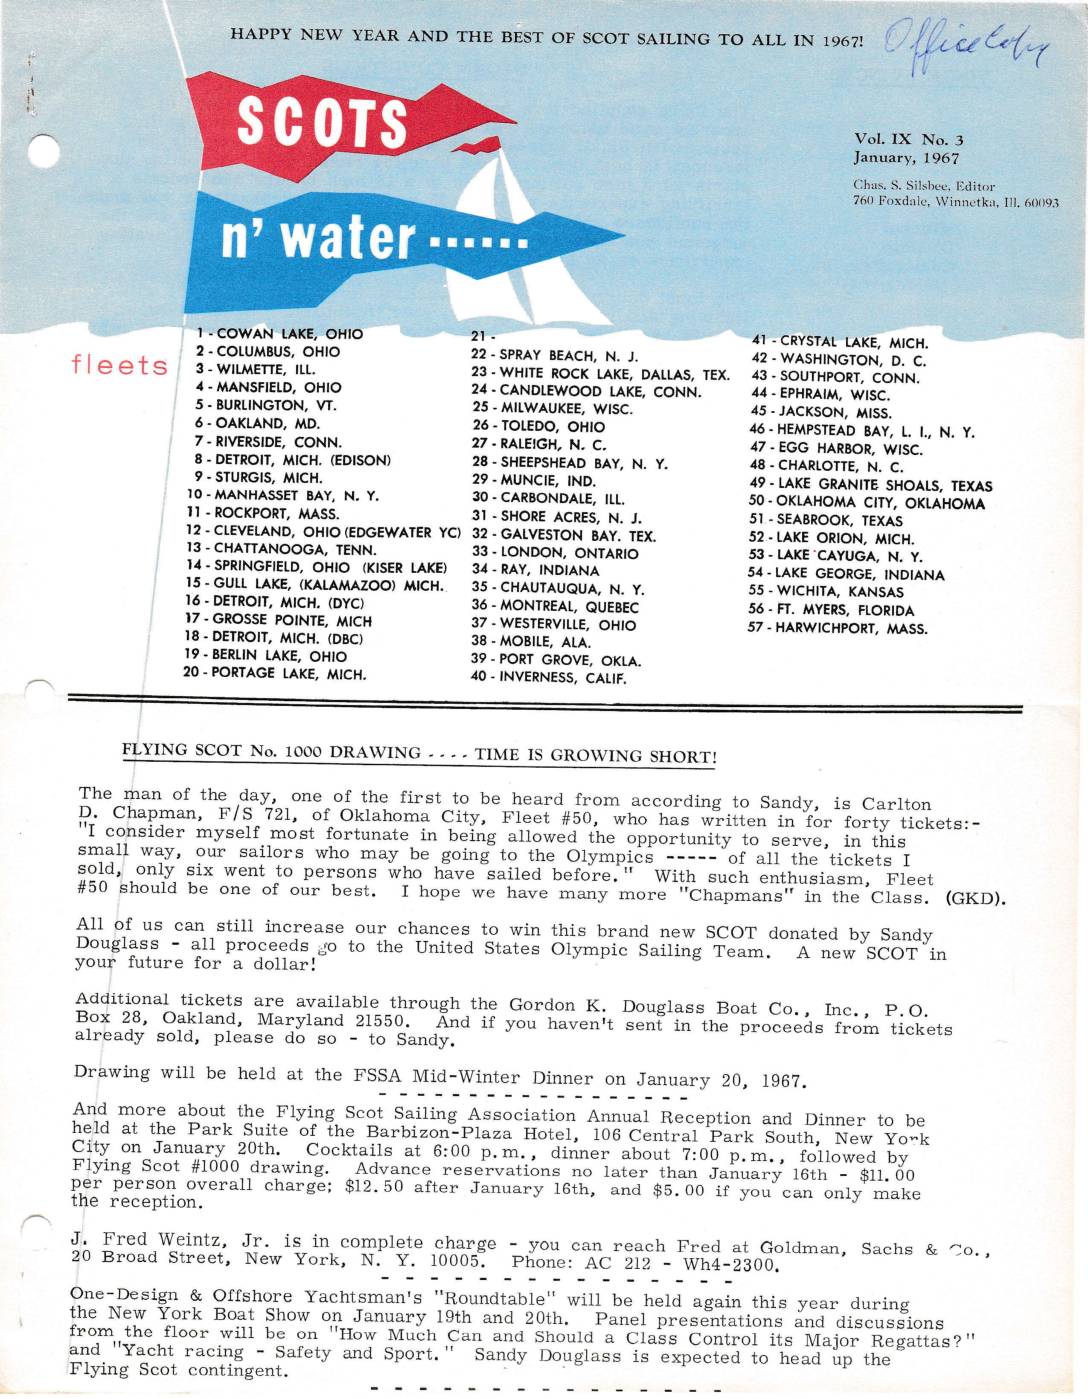 HAPPY NEW YEAR AND THE BEST OF SCOT SAILING TO ALL IN 1967!
Office Copy
SCOTS
n' water ......
Vol. IX No. 3
January, 1967
Chas. S. Silsbee, Editor
760 Foxdale, Winnetka, Ill. 60093
fleets
1 - COWAN LAKE, OHIO
2 - COLUMBUS, OHIO
3 - WILMETTE, ILL.
4 - MANSFIELD, OHIO
5 - BURLINGTON, VT.
6 - OAKLAND, MD.
7 - RIVERSIDE, CONN.
8 - DETROIT, MICH. (EDISON)
9 - STURGIS, MICH.
10 - MANHASSET BAY, N. Y.
11 - ROCKPORT, MASS.
12 - CLEVELAND, OHIO (EDGEWATER YC)
13 - CHATTANOOGA, TENN.
14 - SPRINGFIELD, OHIO (KISER LAKE)
15 - GULL LAKE, (KALAMAZOO) MICH.
16 - DETROIT, MICH. (DYC)
17 - GROSSE POINTE, MICH
18 - DETROIT, MICH. (DBC)
19 - BERLIN LAKE, OHIO
20 - PORTAGE LAKE, MICH.
21 -
22 - SPRAY BEACH, N. J.
23 - WHITE ROCK LAKE, DALLAS, TEX.
24 - CANDLEWOOD LAKE, CONN.
25 - MILWAUKEE, WISC.
26 - TOLEDO, OHIO
27 - RALEIGH, N. C.
28 - SHEEPSHEAD BAY, N. Y.
29 - MUNCIE, IND.
30 - CARBONDALE, ILL.
31 - SHORE ACRES, N. J.
32 - GALVESTON BAY. TEX.
33 - LONDON, ONTARIO
34 - RAY, INDIANA
35 - CHAUTAUQUA, N. Y.
36 - MONTREAL, QUEBEC
37 - WESTERVILLE, OHIO
38 - MOBILE, ALA.
39 - PORT GROVE, OKLA.
40 - INVERNESS, CALIF.
41 - CRYSTAL LAKE, MICH.
42 - WASHINGTON, D. C.
43 - SOUTHPORT, CONN.
44 - EPHRAIM, WISC.
45 - JACKSON, MISS.
46 - HEMPSTEAD BAY, L. I., N. Y.
47 - EGG HARBOR, WISC.
48 - CHARLOTTE, N. C.
49 - LAKE GRANITE SHOALS, TEXAS
50 - OKLAHOMA CITY, OKLAHOMA
51 - SEABROOK, TEXAS
52 - LAKE ORION, MICH.
53 - LAKE CAYUGA, N. Y.
54 - LAKE GEORGE, INDIANA
55 - WICHITA, KANSAS
56 - FT. MYERS, FLORIDA
57 - HARWICHPORT, MASS.
FLYING SCOT No. 1000 DRAWING - - - - TIME IS GROWING SHORT!
The man of the day, one of the first to be heard from according to Sandy, is Carlton
D. Chapman, F/S 721, of Oklahoma City, Fleet #50, who has written in for forty tickets:-
"I consider myself most fortunate in being allowed the opportunity to serve, in this
small way, our sailors who may be going to the Olympics ----- of all the tickets I
sold, only six went to persons who have sailed before." With such enthusiasm, Fleet
#50 should be one of our best. I hope we have many more "Chapmans" in the Class. (GKD).
All of us can still increase our chances to win this brand new SCOT donated by Sandy
Douglass - all proceeds go to the United States Olympic Sailing Team. A new SCOT in
your future for a dollar!
Additional tickets are available through the Gordon K. Douglass Boat Co., Inc., P.O.
Box 28, Oakland, Maryland 21550. And if you haven't sent in the proceeds from tickets
already sold, please do so - to Sandy.
Drawing will be held at the FSSA Mid-Winter Dinner on January 20, 1967.
- - - - - - - - - - - - - - - - -
And more about the Flying Scot Sailing Association Annual Reception and Dinner to be
held at the Park Suite of the Barbizon-Plaza Hotel, 106 Central Park South, New York
City on January 20th. Cocktails at 6:00 p.m., dinner about 7:00 p.m., followed by
Flying Scot #1000 drawing. Advance reservations no later than January 16th - $11.00
per person overall charge; $12.50 after January 16th, and $5.00 if you can only make
the reception.
J. Fred Weintz, Jr. is in complete charge - you can reach Fred at Goldman, Sachs & Co.,
20 Broad Street, New York, N. Y. 10005. Phone: AC 212 - Wh4-2300.
- - - - - - - - - - - - - - - - -
One-Design & Offshore Yachtsman's "Roundtable" will be held again this year during
the New York Boat Show on January 19th and 20th. Panel presentations and discussions
from the floor will be on "How Much Can and Should a Class Control its Major Regattas?"
and "Yacht racing - Safety and Sport." Sandy Douglass is expected to head up the
Flying Scot contingent.
- - - - - - - - - - - - - - - - -